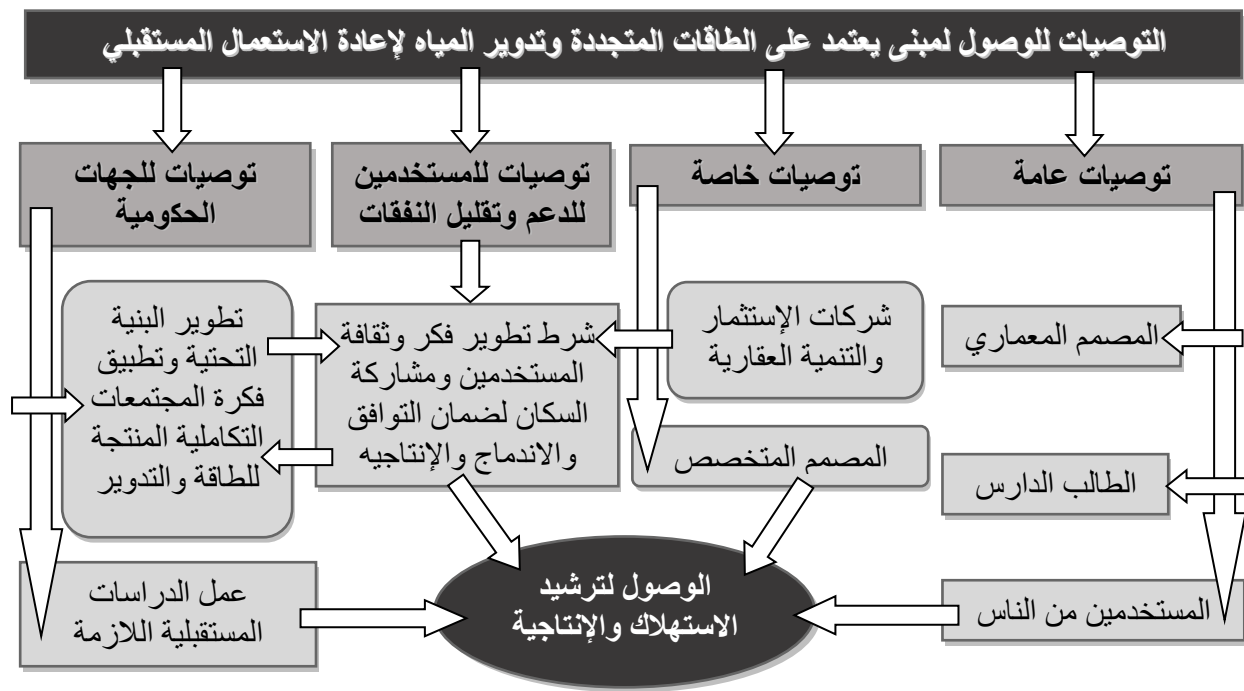 التوصيات للوصول لمبنى يعتمد على الطاقات المتجددة وتدوير المياه لإعادة الاستعمال المستقبلي
توصيات عامة
توصيات خاصة
توصيات للمستخدمين
للدعم وتقليل النفقات
توصيات للجهات
الحكومية
المصمم المعماري
الطالب الدارس
المستخدمين من الناس
شركات الإستثمار
والتنمية العقارية
المصمم المتخصص
شرط تطوير فكر وثقافة
المستخدمين ومشاركة
السكان لضمان التوافق
والاندماج والإنتاجيه
تطوير البنية
التحتية وتطبيق
فكرة المجتمعات
التكاملية المنتجة
للطاقة والتدوير
عمل الدراسات
المستقبلية اللازمة
الوصول لترشيد
الاستهلاك والإنتاجية